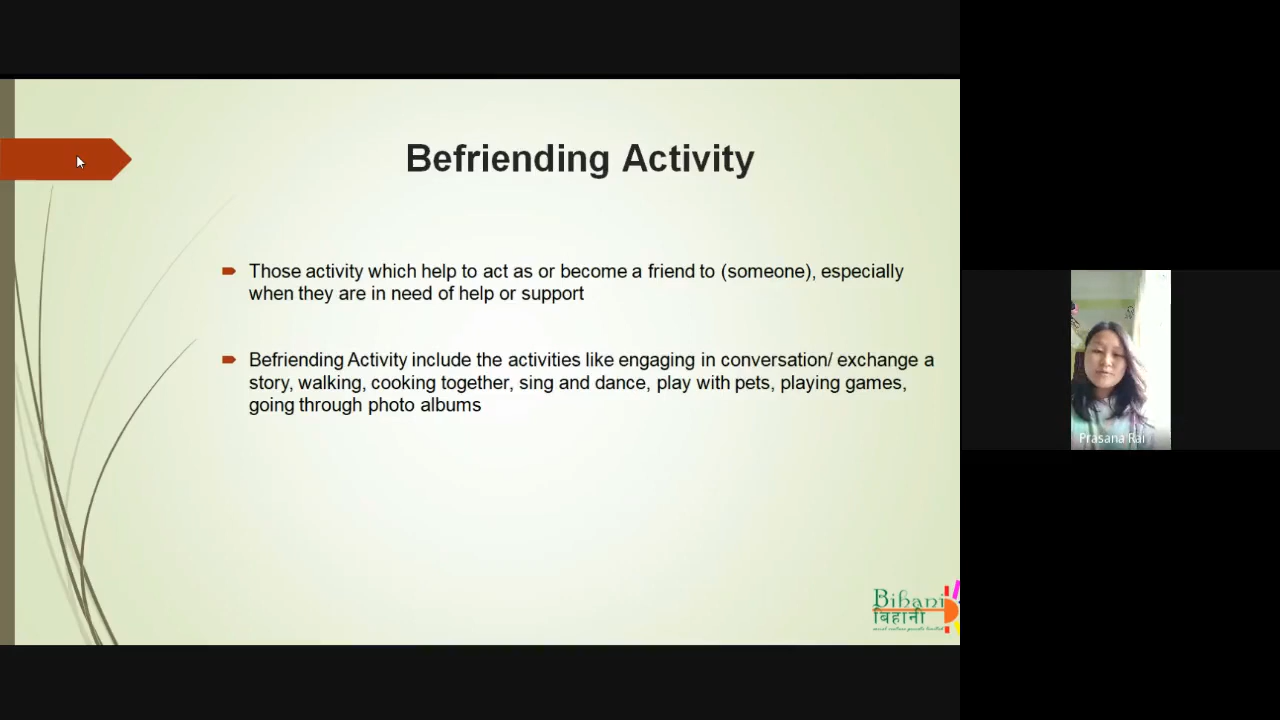 Befriending Activity
Those activity which help to act as or become a friend to (someone), especially
when they are in need of help or support
Befriending Activity include the activities like engaging in conversation/ exchange a
story, walking, cooking together, sing and dance, play with pets, playing games,
going through photo albums
Prasana Rai
Bihani
बिहानी